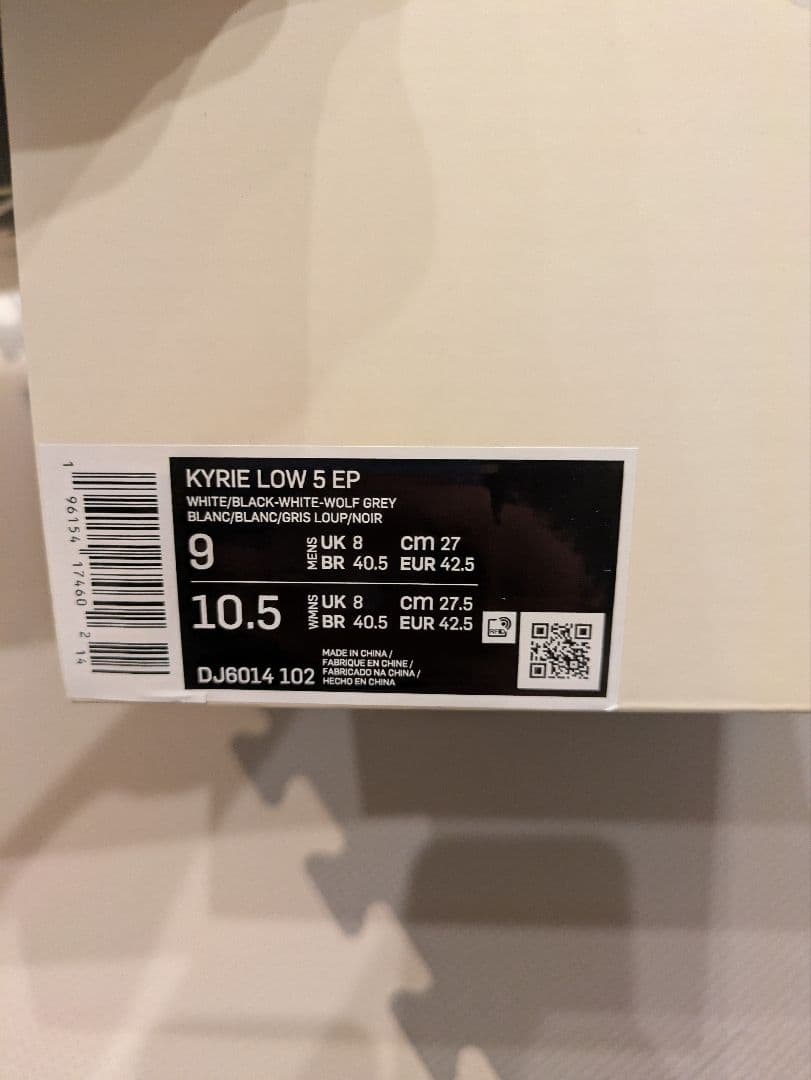 KYRIE LOW 5 EP
WHITE/BLACK-WHITE-WOLF GREY
BLANC/BLANC/GRIS LOUP/NOIR
9 MENS UK 8 cm 27
BR 40.5 EUR 42.5
10.5 WMNS UK 8 cm 27.5
BR 40.5 EUR 42.5
RFID
DJ6014 102
MADE IN CHINA /
FABRIQUE EN CHINE /
FABRICADO NA CHINA /
HECHO EN CHINA
1 96154 17460 2 14